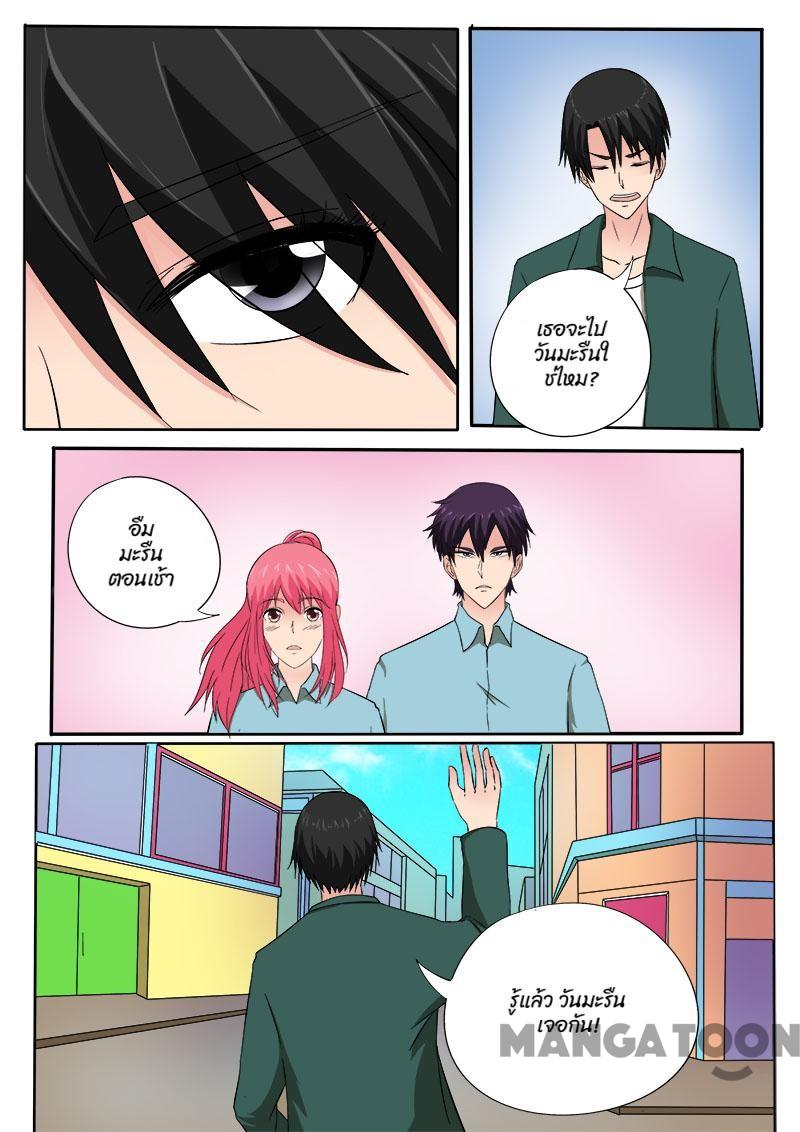 เธอจะไป
วันมะรืนใ
ช่ไหม?
อืม
มะรืน
ตอนเช้า
รู้แล้ว วันมะรืน
เจอกัน!
MANGATOON